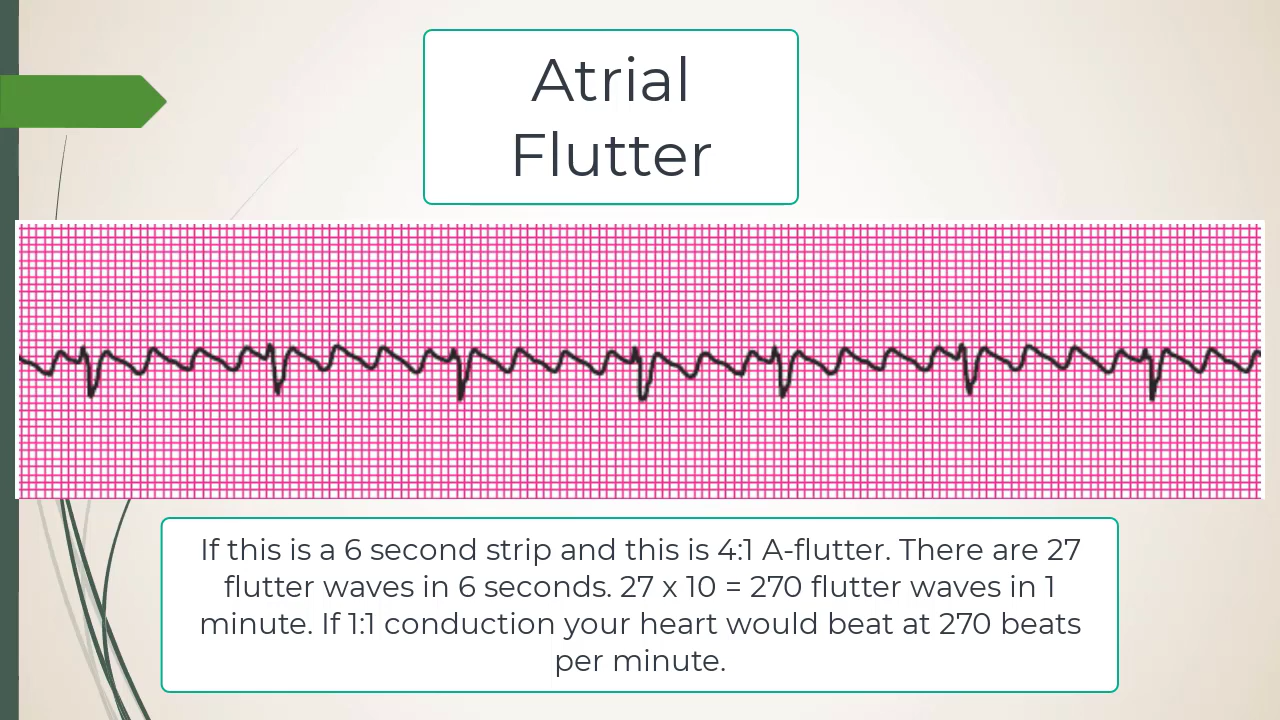 Atrial
Flutter
If this is a 6 second strip and this is 4:1 A-flutter. There are 27
flutter waves in 6 seconds. 27 x 10 = 270 flutter waves in 1
minute. If 1:1 conduction your heart would beat at 270 beats
per minute.